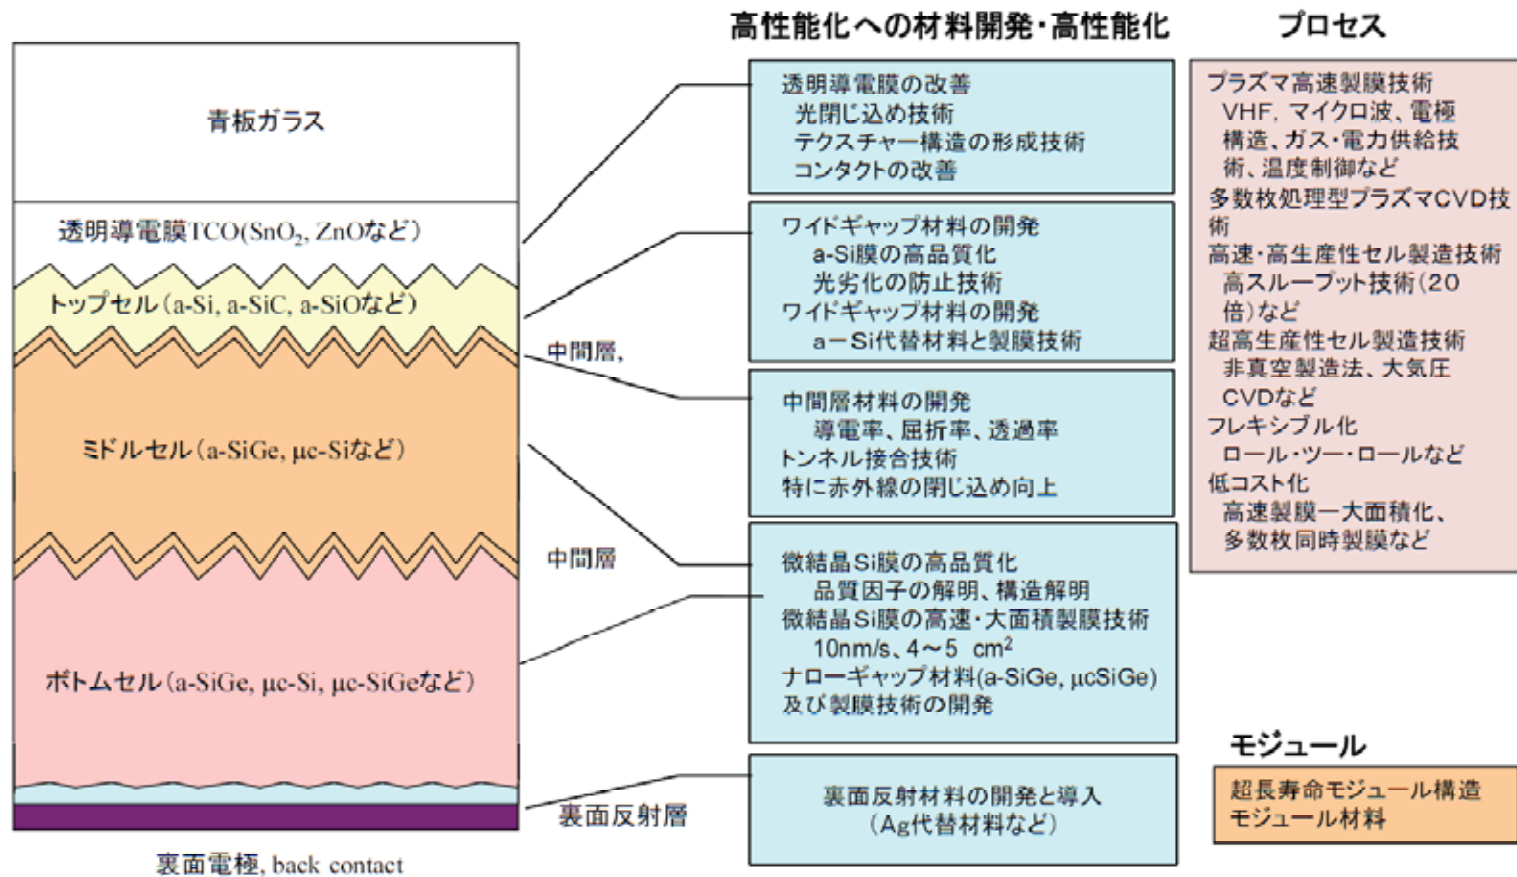 高性能化への材料開発・高性能化
プロセス
青板ガラス
透明導電膜TCO(SnO₂, ZnOなど）
トップセル（a-Si, a-SiC, a-SiOなど）
中間層,
ミドルセル（a-SiGe, μc-Siなど）
中間層
ボトムセル（a-SiGe, μc-Si, μc-SiGeなど）
裏面反射層
裏面電極, back contact
透明導電膜の改善
光閉じ込め技術
テクスチャー構造の形成技術
コンタクトの改善
ワイドギャップ材料の開発
a-Si膜の高品質化
光劣化の防止技術
ワイドギャップ材料の開発
a－Si代替材料と製膜技術
中間層材料の開発
導電率、屈折率、透過率
トンネル接合技術
特に赤外線の閉じ込め向上
微結晶Si膜の高品質化
品質因子の解明、構造解明
微結晶Si膜の高速・大面積製膜技術
10nm/s、4～5 cm²
ナローギャップ材料(a-SiGe, μcSiGe)
及び製膜技術の開発
裏面反射材料の開発と導入
（Ag代替材料など）
プラズマ高速製膜技術
VHF, マイクロ波、電極
構造、ガス・電力供給技
術、温度制御など
多数枚処理型プラズマCVD技
術
高速・高生産性セル製造技術
高スループット技術（20
倍）など
超高生産性セル製造技術
非真空製造法、大気圧
CVDなど
フレキシブル化
ロール・ツー・ロールなど
低コスト化
高速製膜―大面積化、
多数枚同時製膜など
モジュール
超長寿命モジュール構造
モジュール材料